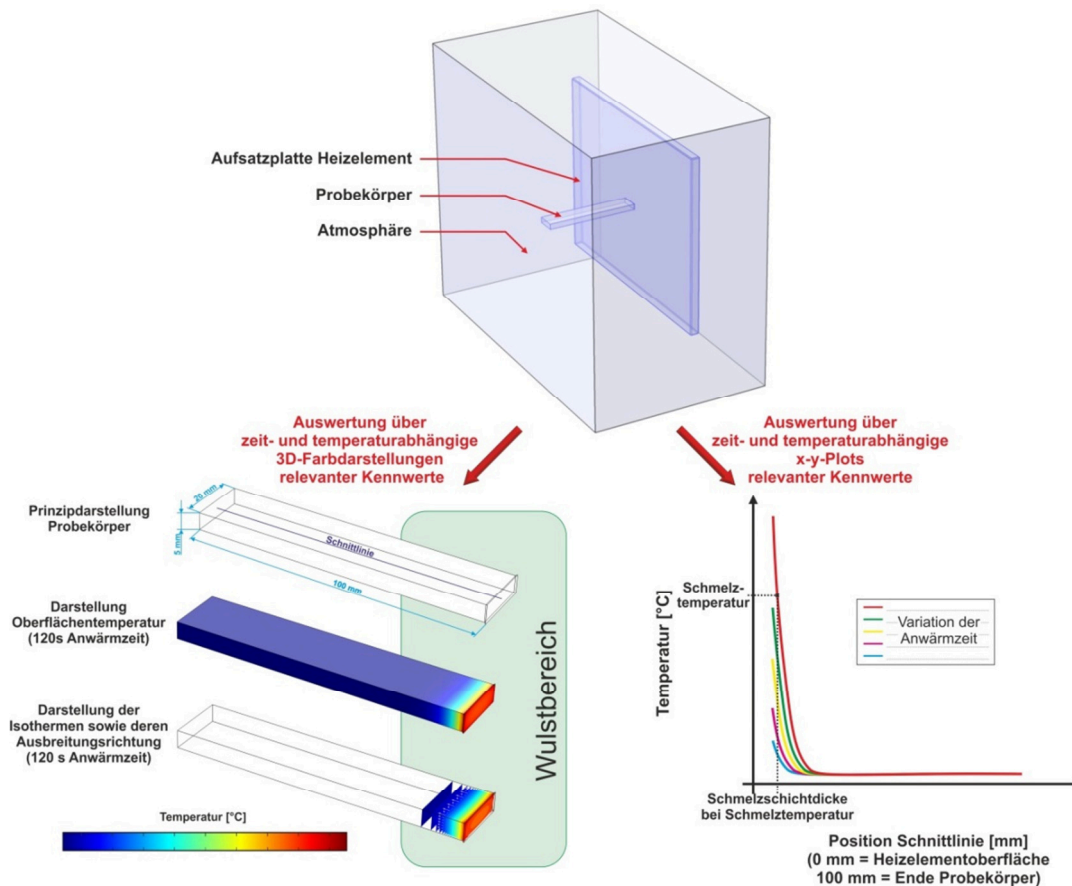 Aufsatzplatte Heizelement
Probekörper
Atmosphäre
Auswertung über
zeit- und temperaturabhängige
3D-Farbdarstellungen
relevanter Kennwerte
Auswertung über
zeit- und temperaturabhängige
x-y-Plots
relevanter Kennwerte
Prinzipdarstellung
Probekörper
20 mm
5 mm
Schnittlinie
100 mm
Darstellung
Oberflächentemperatur
(120s Anwärmzeit)
Darstellung der
Isothermen sowie deren
Ausbreitungsrichtung
(120 s Anwärmzeit)
Wulstbereich
Temperatur [°C]
Temperatur [°C]
Schmelz-
temperatur
Variation der
Anwärmzeit
Schmelzschichtdicke
bei Schmelztemperatur
Position Schnittlinie [mm]
(0 mm = Heizelementoberfläche
100 mm = Ende Probekörper)